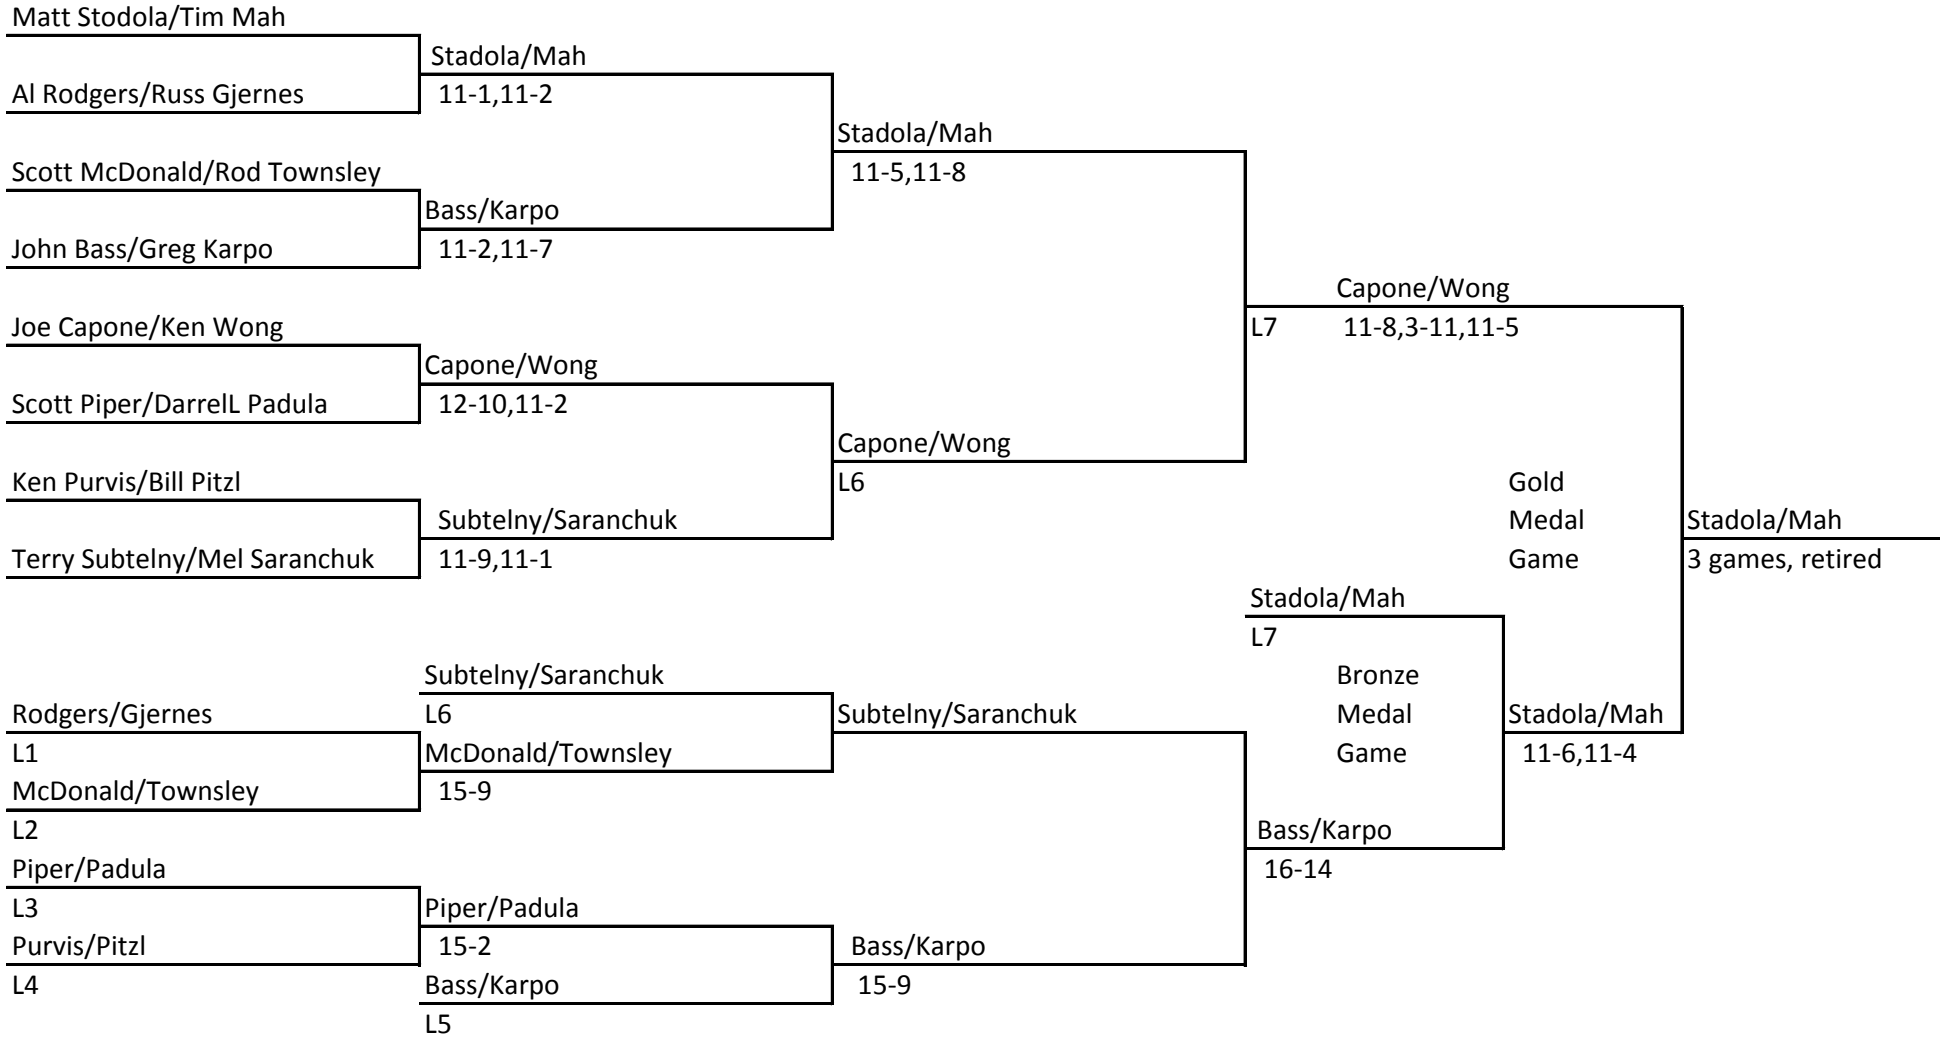 Matt Stodola/Tim Mah
Stadola/Mah
Al Rodgers/Russ Gjernes
11-1,11-2
Stadola/Mah
Scott McDonald/Rod Townsley
11-5,11-8
Bass/Karpo
John Bass/Greg Karpo
11-2,11-7
Capone/Wong
Joe Capone/Ken Wong
L7
11-8,3-11,11-5
Capone/Wong
Scott Piper/DarrelL Padula
12-10,11-2
Capone/Wong
Ken Purvis/Bill Pitzl
L6
Gold
Subtelny/Saranchuk
Medal
Stadola/Mah
Terry Subtelny/Mel Saranchuk
11-9,11-1
Game
3 games, retired
Stadola/Mah
L7
Subtelny/Saranchuk
Bronze
Rodgers/Gjernes
L6
Subtelny/Saranchuk
Medal
Stadola/Mah
L1
McDonald/Townsley
Game
11-6,11-4
McDonald/Townsley
15-9
L2
Bass/Karpo
Piper/Padula
16-14
L3
Piper/Padula
Purvis/Pitzl
15-2
Bass/Karpo
L4
Bass/Karpo
15-9
L5